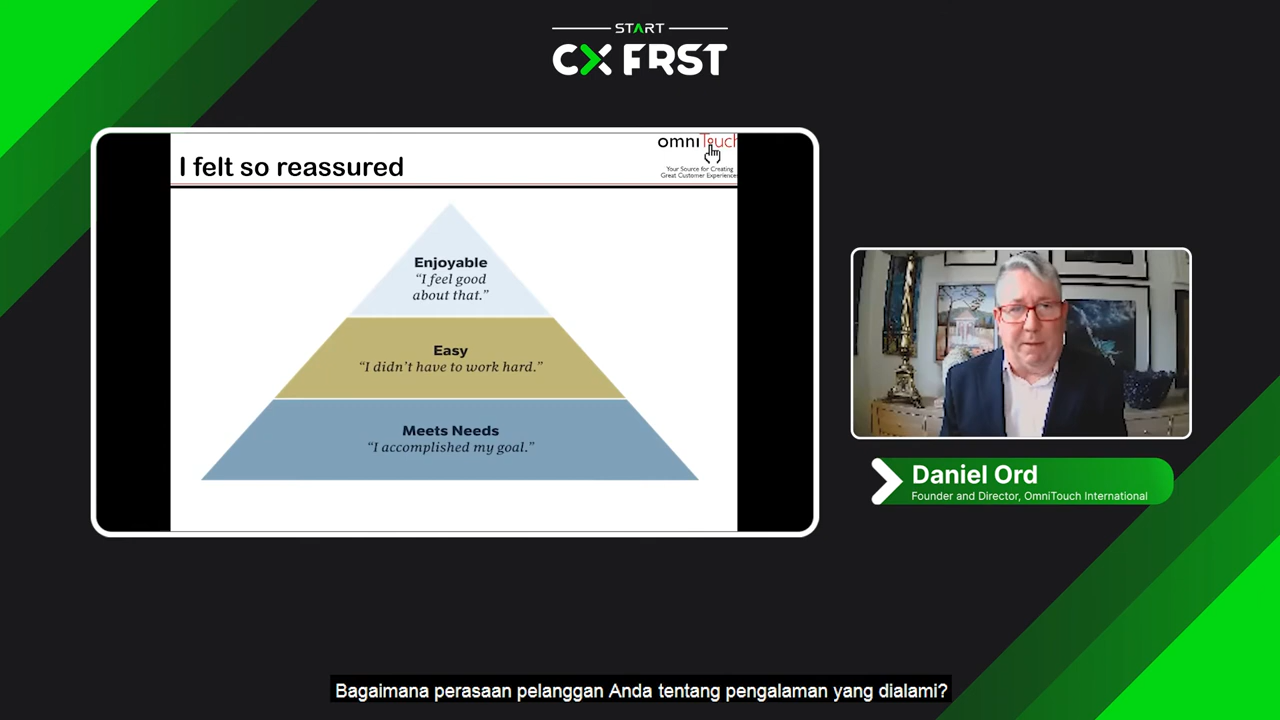 START
CX FRST
I felt so reassured
omniTouch
Your Source for Creating
Great Customer Experiences
Enjoyable
“I feel good
about that.”
Easy
“I didn’t have to work hard.”
Meets Needs
“I accomplished my goal.”
Daniel Ord
Founder and Director, OmniTouch International
Bagaimana perasaan pelanggan Anda tentang pengalaman yang dialami?